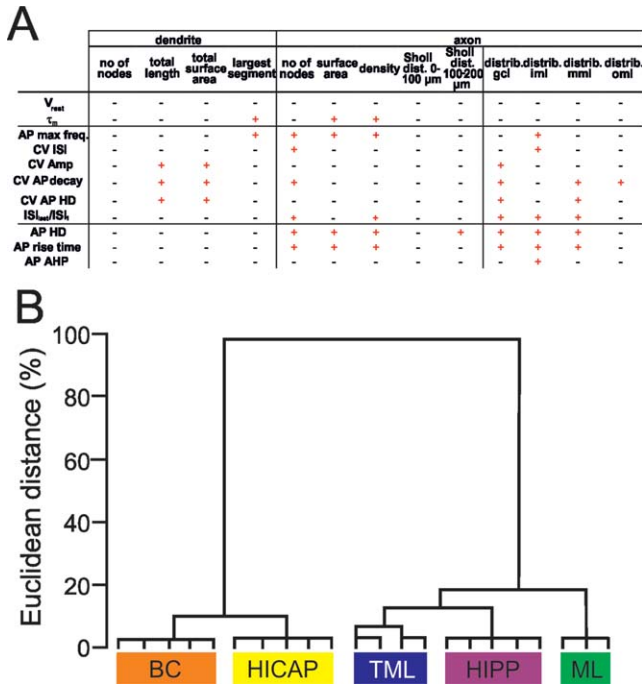 A
dendrite axon
no of nodes total length total surface area largest segment no of nodes surface area density Sholl dist. 0-100 µm Sholl dist. 100-200 µm distrib. gcl distrib. iml distrib. mml distrib. oml
Vrest - - - - - - - - - - - - -
τm - - - + - + + - - - - - -
AP max freq. - - - + + + + - - - + - -
CV ISI - - - - + - - - - - + - -
CV Amp - + + - - - - - - + - - -
CV AP decay - + + - + - - - - + - + +
CV AP HD - + + - - - - - - + - + -
ISIlast/ISI1 - - - - + - + - - + + + -
AP HD - - - - + + + - + + + + -
AP rise time - - - - + + + - - + + + -
AP AHP - - - - - - - - - - + - -
B
Euclidean distance (%)
100
80
60
40
20
0
BC HICAP TML HIPP ML